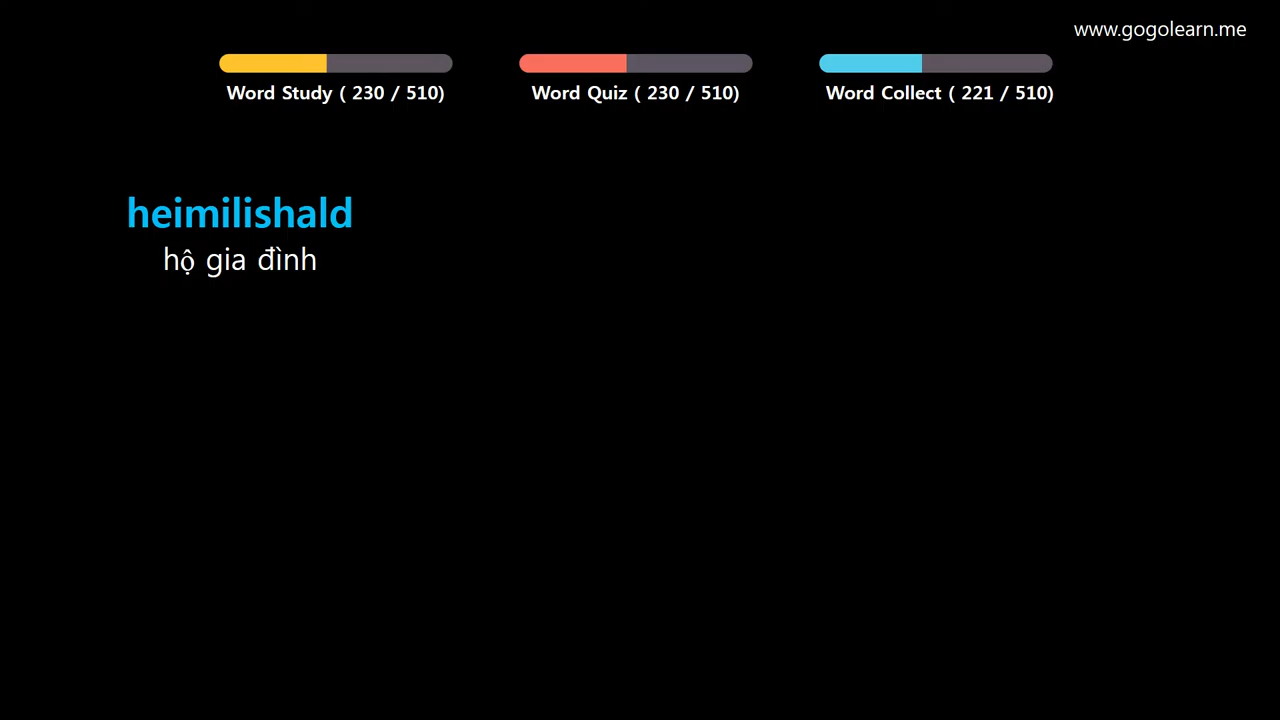 www.gogolearn.me
Word Study ( 230 / 510)
Word Quiz ( 230 / 510)
Word Collect ( 221 / 510)
heimilishald
hộ gia đình